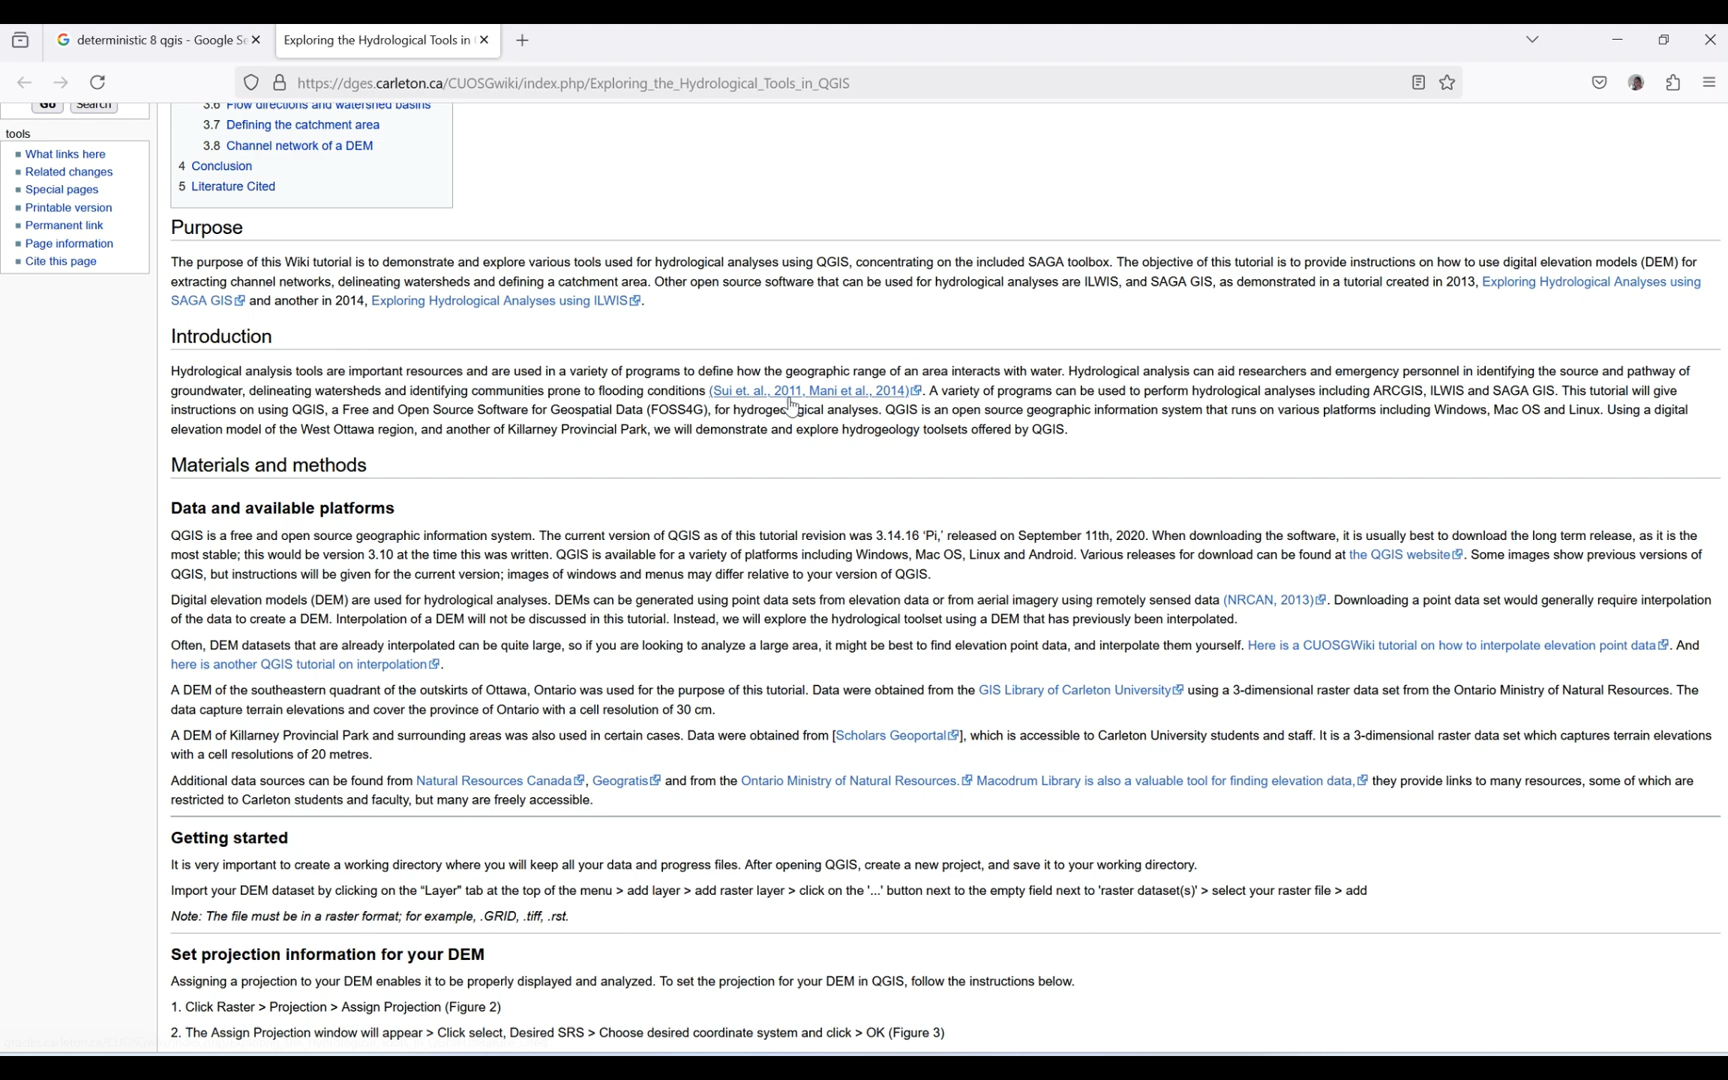 deterministic 8 qgis - Google Se
Exploring the Hydrological Tools in
https://dges.carleton.ca/CUOSGwiki/index.php/Exploring_the_Hydrological_Tools_in_QGIS
Go Search
tools
What links here
Related changes
Special pages
Printable version
Permanent link
Page information
Cite this page
3.6 Flow directions and watershed basins
3.7 Defining the catchment area
3.8 Channel network of a DEM
4 Conclusion
5 Literature Cited
Purpose
The purpose of this Wiki tutorial is to demonstrate and explore various tools used for hydrological analyses using QGIS, concentrating on the included SAGA toolbox. The objective of this tutorial is to provide instructions on how to use digital elevation models (DEM) for
extracting channel networks, delineating watersheds and defining a catchment area. Other open source software that can be used for hydrological analyses are ILWIS, and SAGA GIS, as demonstrated in a tutorial created in 2013, Exploring Hydrological Analyses using
SAGA GIS and another in 2014, Exploring Hydrological Analyses using ILWIS.
Introduction
Hydrological analysis tools are important resources and are used in a variety of programs to define how the geographic range of an area interacts with water. Hydrological analysis can aid researchers and emergency personnel in identifying the source and pathway of
groundwater, delineating watersheds and identifying communities prone to flooding conditions (Sui et. al., 2011, Mani et al., 2014). A variety of programs can be used to perform hydrological analyses including ARCGIS, ILWIS and SAGA GIS. This tutorial will give
instructions on using QGIS, a Free and Open Source Software for Geospatial Data (FOSS4G), for hydrogeological analyses. QGIS is an open source geographic information system that runs on various platforms including Windows, Mac OS and Linux. Using a digital
elevation model of the West Ottawa region, and another of Killarney Provincial Park, we will demonstrate and explore hydrogeology toolsets offered by QGIS.
Materials and methods
Data and available platforms
QGIS is a free and open source geographic information system. The current version of QGIS as of this tutorial revision was 3.14.16 'Pi,' released on September 11th, 2020. When downloading the software, it is usually best to download the long term release, as it is the
most stable; this would be version 3.10 at the time this was written. QGIS is available for a variety of platforms including Windows, Mac OS, Linux and Android. Various releases for download can be found at the QGIS website. Some images show previous versions of
QGIS, but instructions will be given for the current version; images of windows and menus may differ relative to your version of QGIS.
Digital elevation models (DEM) are used for hydrological analyses. DEMs can be generated using point data sets from elevation data or from aerial imagery using remotely sensed data (NRCAN, 2013). Downloading a point data set would generally require interpolation
of the data to create a DEM. Interpolation of a DEM will not be discussed in this tutorial. Instead, we will explore the hydrological toolset using a DEM that has previously been interpolated.
Often, DEM datasets that are already interpolated can be quite large, so if you are looking to analyze a large area, it might be best to find elevation point data, and interpolate them yourself. Here is a CUOSGWiki tutorial on how to interpolate elevation point data. And
here is another QGIS tutorial on interpolation.
A DEM of the southeastern quadrant of the outskirts of Ottawa, Ontario was used for the purpose of this tutorial. Data were obtained from the GIS Library of Carleton University using a 3-dimensional raster data set from the Ontario Ministry of Natural Resources. The
data capture terrain elevations and cover the province of Ontario with a cell resolution of 30 cm.
A DEM of Killarney Provincial Park and surrounding areas was also used in certain cases. Data were obtained from [Scholars Geoportal], which is accessible to Carleton University students and staff. It is a 3-dimensional raster data set which captures terrain elevations
with a cell resolutions of 20 metres.
Additional data sources can be found from Natural Resources Canada, Geogratis and from the Ontario Ministry of Natural Resources. Macodrum Library is also a valuable tool for finding elevation data, they provide links to many resources, some of which are
restricted to Carleton students and faculty, but many are freely accessible.
Getting started
It is very important to create a working directory where you will keep all your data and progress files. After opening QGIS, create a new project, and save it to your working directory.
Import your DEM dataset by clicking on the "Layer" tab at the top of the menu > add layer > add raster layer > click on the '...' button next to the empty field next to 'raster dataset(s)' > select your raster file > add
Note: The file must be in a raster format; for example, .GRID, .tiff, .rst.
Set projection information for your DEM
Assigning a projection to your DEM enables it to be properly displayed and analyzed. To set the projection for your DEM in QGIS, follow the instructions below.
1. Click Raster > Projection > Assign Projection (Figure 2)
2. The Assign Projection window will appear > Click select, Desired SRS > Choose desired coordinate system and click > OK (Figure 3)